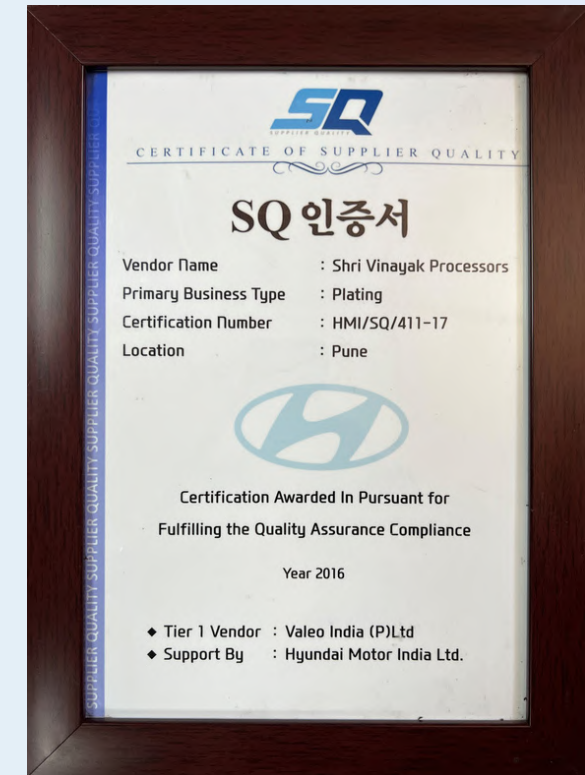 SQ
SUPPLIER QUALITY
CERTIFICATE OF SUPPLIER QUALITY
SQ 인증서
Vendor Name : Shri Vinayak Processors
Primary Business Type : Plating
Certification Number : HMI/SQ/411-17
Location : Pune
Certification Awarded In Pursuant for
Fulfilling the Quality Assurance Compliance
Year 2016
◆ Tier 1 Vendor : Valeo India (P)Ltd
◆ Support By : Hyundai Motor India Ltd.
SUPPLIER QUALITY SUPPLIER QUALITY SUPPLIER QUALITY SUPPLIER QUALITY SUPPLIER QUALITY